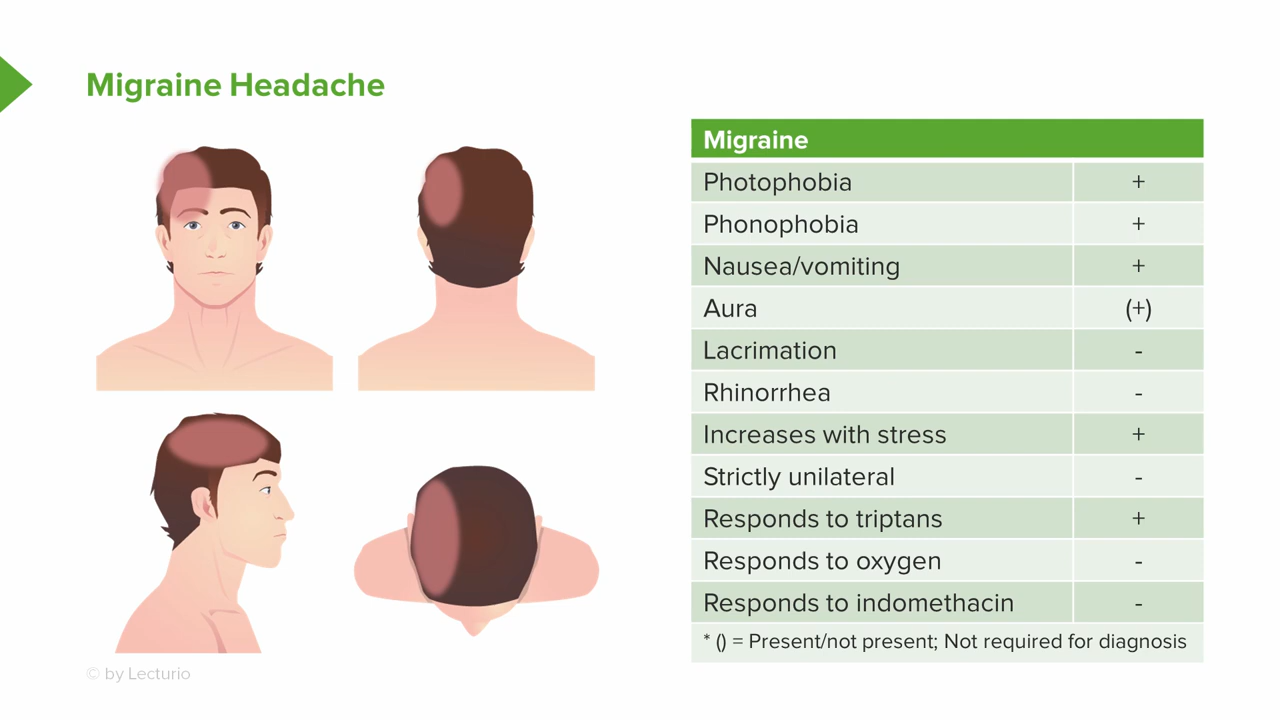 Migraine Headache
Migraine
Photophobia +
Phonophobia +
Nausea/vomiting +
Aura (+)
Lacrimation -
Rhinorrhea -
Increases with stress +
Strictly unilateral -
Responds to triptans +
Responds to oxygen -
Responds to indomethacin -
* () = Present/not present; Not required for diagnosis
© by Lecturio